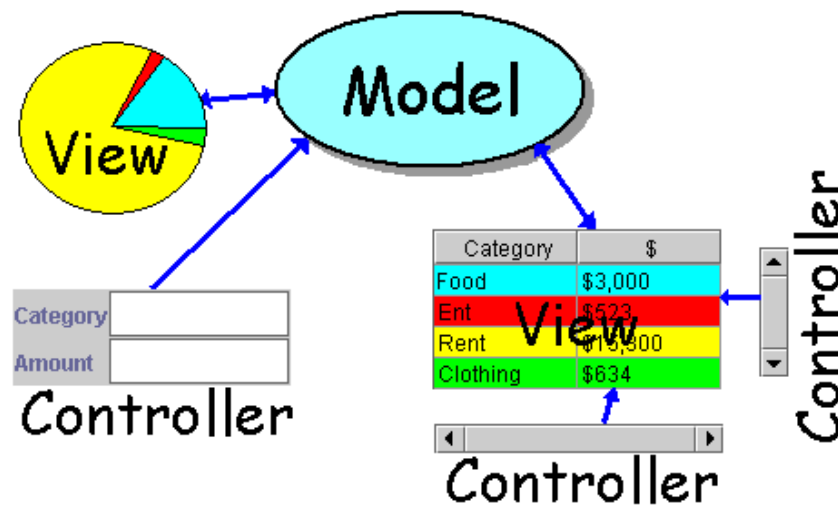 Model
View
Category $
Food $3,000
Ent $523
View
Rent
Clothing $634
Category
Amount
Controller
Controller
Controller